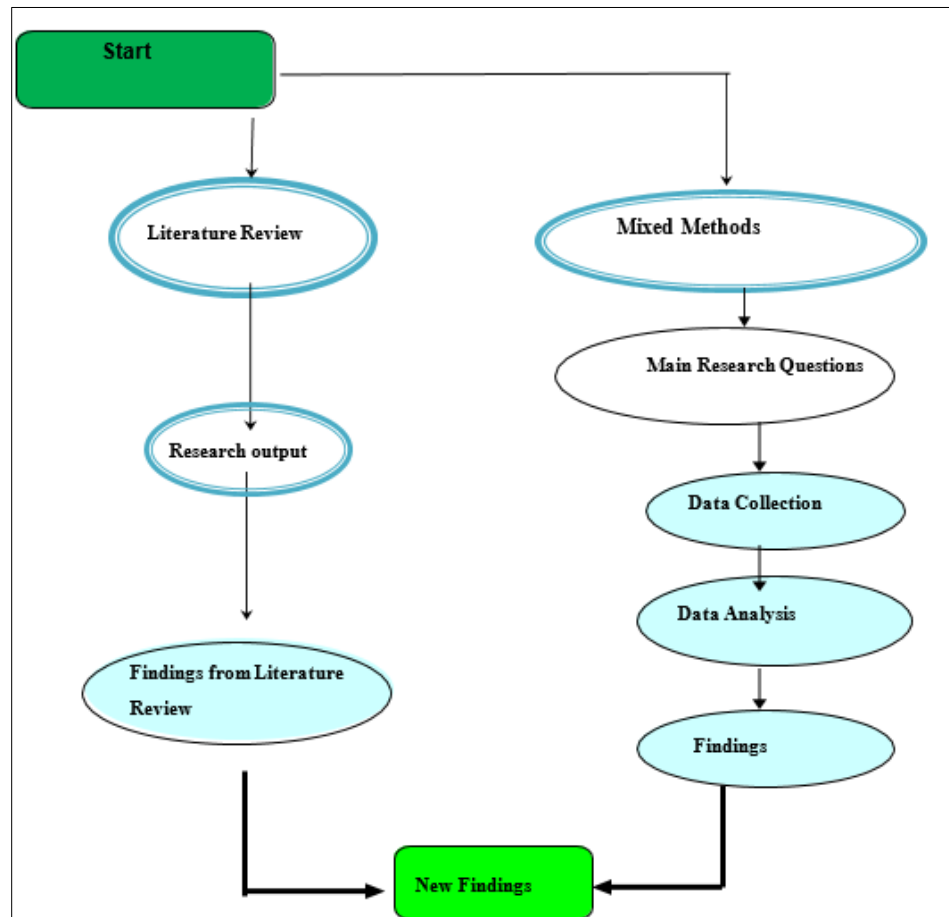 Start
Literature Review
Mixed Methods
Main Research Questions
Research output
Data Collection
Data Analysis
Findings from Literature
Review
Findings
New Findings